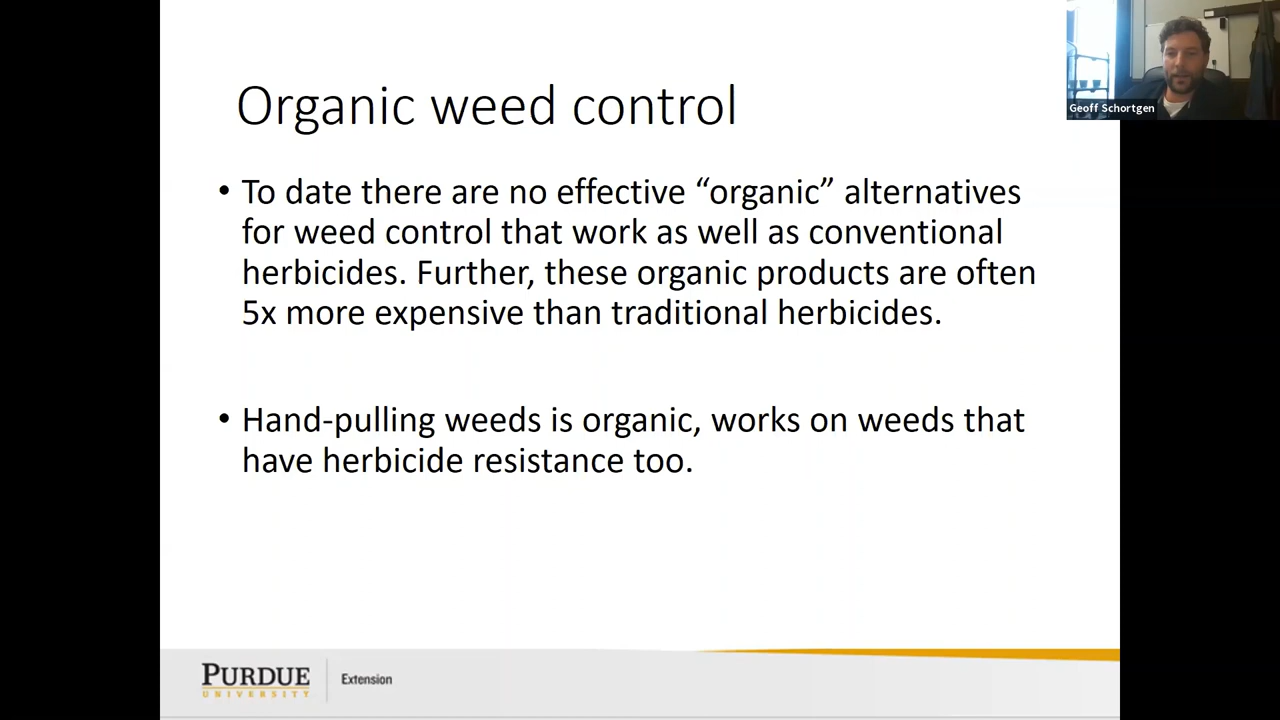 Organic weed control
Geoff Schortgen
• To date there are no effective “organic” alternatives
for weed control that work as well as conventional
herbicides. Further, these organic products are often
5x more expensive than traditional herbicides.
• Hand-pulling weeds is organic, works on weeds that
have herbicide resistance too.
PURDUE
UNIVERSITY
Extension